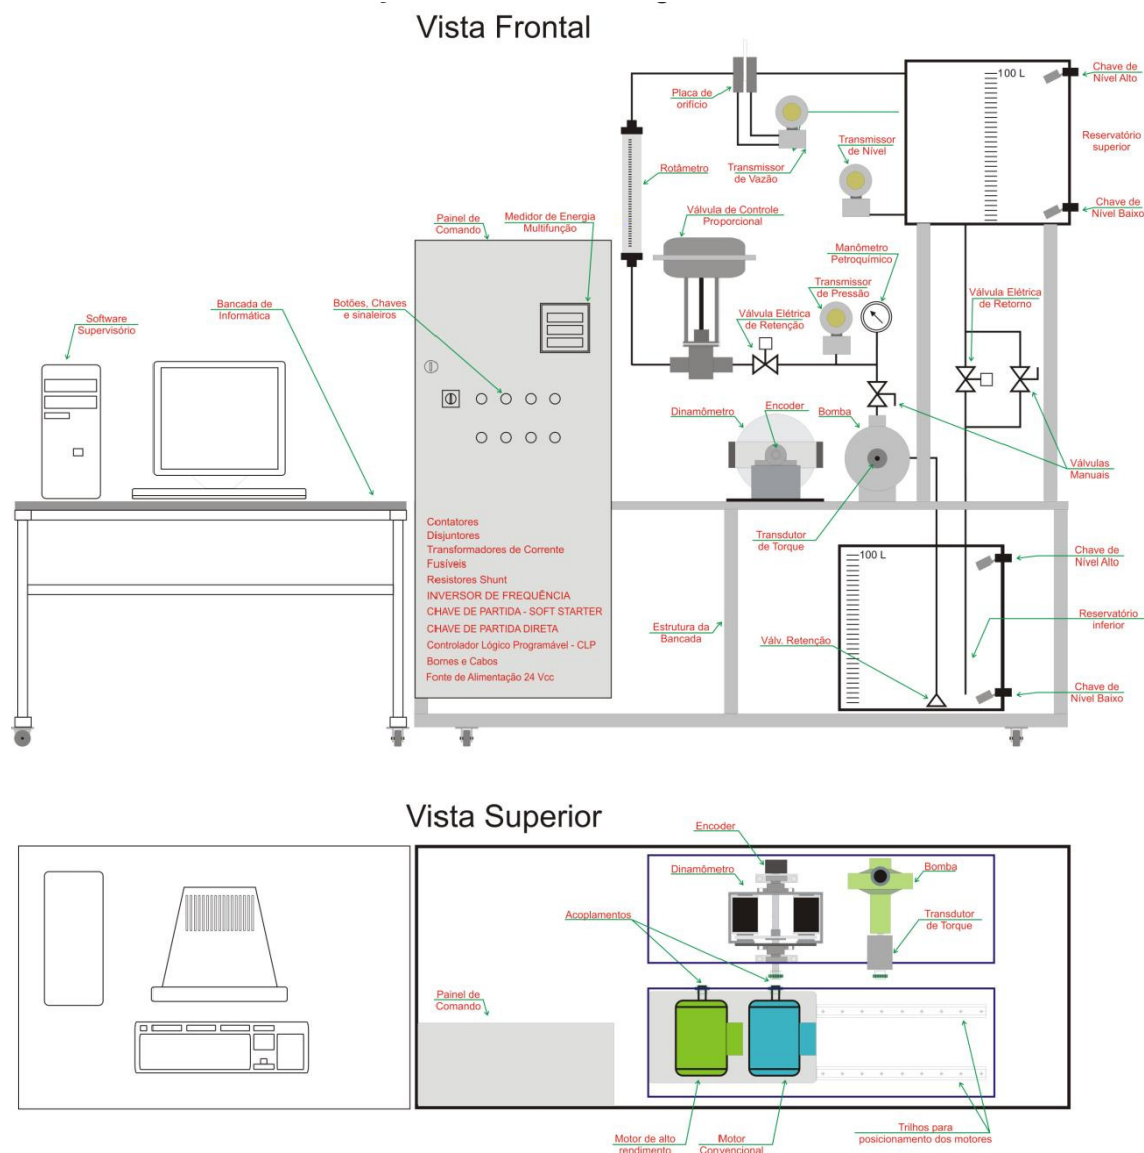 Vista Frontal
100 L
Chave de
Nível Alto
Placa de
orifício
Reservatório
superior
Transmissor
de Nível
Rotâmetro
Transmissor
de Vazão
Chave de
Nível Baixo
Painel de
Comando
Medidor de Energia
Multifunção
Válvula de Controle
Proporcional
Manômetro
Petroquímico
Transmissor
de Pressão
Válvula Elétrica
de Retorno
Bancada de
Informática
Botões, Chaves
e sinaleiros
Software
Supervisório
Válvula Elétrica
de Retenção
Dinamômetro
Encoder
Bomba
Válvulas
Manuais
Contatores
Disjuntores
Transformadores de Corrente
Fusíveis
Resistores Shunt
INVERSOR DE FREQUÊNCIA
CHAVE DE PARTIDA - SOFT STARTER
CHAVE DE PARTIDA DIRETA
Controlador Lógico Programável - CLP
Bornes e Cabos
Fonte de Alimentação 24 Vcc
Transdutor
de Torque
100 L
Chave de
Nível Alto
Estrutura da
Bancada
Válv. Retenção
Reservatório
inferior
Chave de
Nível Baixo
Vista Superior
Encoder
Dinamômetro
Bomba
Acoplamentos
Transdutor
de Torque
Painel de
Comando
Motor de alto
rendimento
Motor
Convencional
Trilhos para
posicionamento dos motores